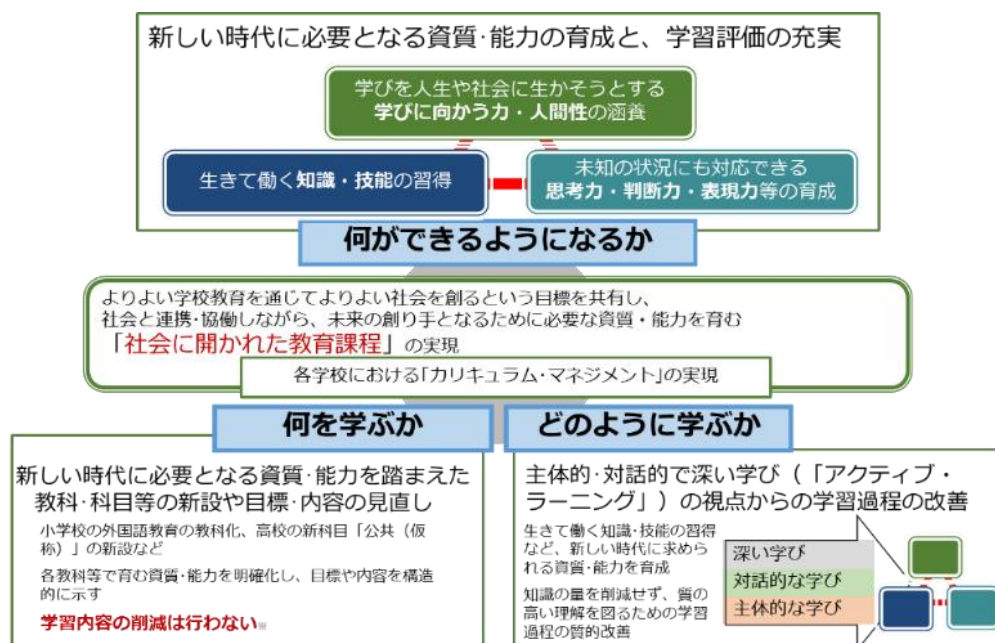 新しい時代に必要となる資質･能力の育成と、学習評価の充実
学びを人生や社会に生かそうとする
学びに向かう力・人間性の涵養
生きて働く知識・技能の習得
未知の状況にも対応できる
思考力・判断力・表現力等の育成
何ができるようになるか
よりよい学校教育を通じてよりよい社会を創るという目標を共有し、
社会と連携･協働しながら、未来の創り手となるために必要な資質・能力を育む
「社会に開かれた教育課程」の実現
各学校における｢カリキュラム･マネジメント｣の実現
何を学ぶか
新しい時代に必要となる資質･能力を踏まえた
教科･科目等の新設や目標･内容の見直し
小学校の外国語教育の教科化、高校の新科目「公共（仮
称）」の新設など
各教科等で育む資質･能力を明確化し、目標や内容を構造
的に示す
学習内容の削減は行わない※
どのように学ぶか
主体的･対話的で深い学び（「アクティブ・
ラーニング」）の視点からの学習過程の改善
生きて働く知識･技能の習得
など、新しい時代に求めら
れる資質･能力を育成
知識の量を削減せず、質の
高い理解を図るための学習
過程の質的改善
深い学び
対話的な学び
主体的な学び